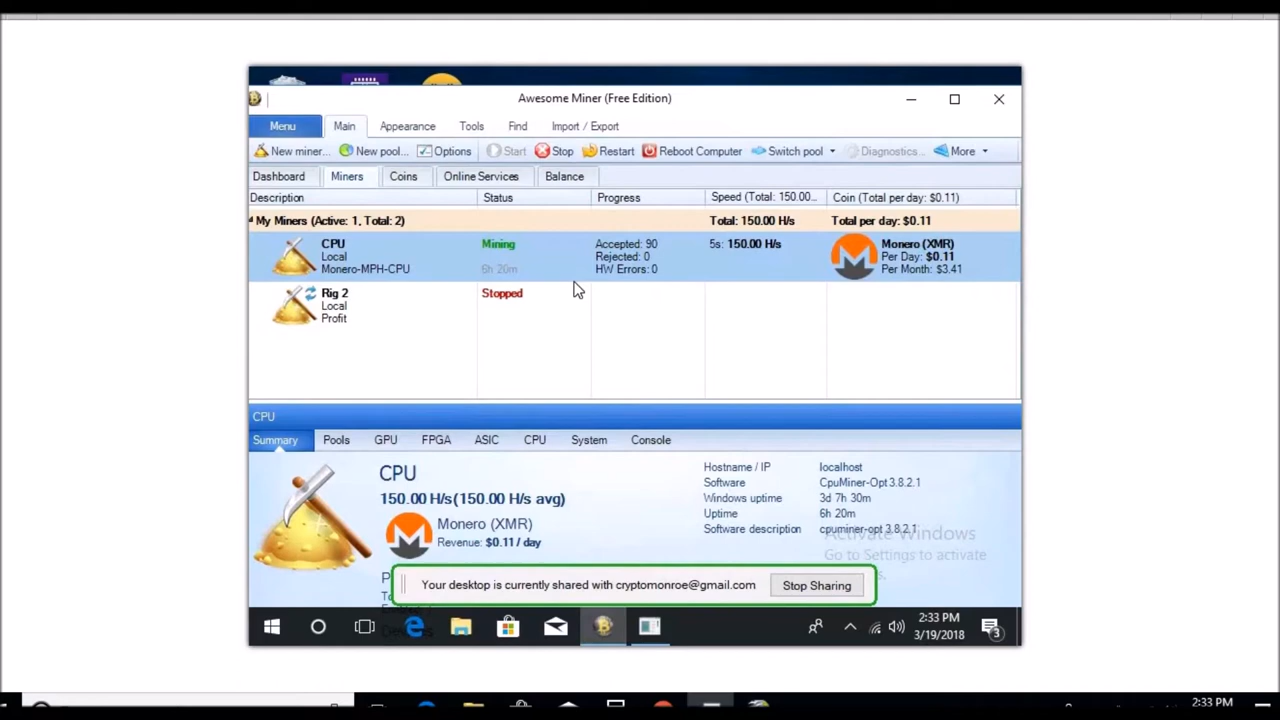 Awesome Miner (Free Edition)
Menu Main Appearance Tools Find Import / Export
New miner... New pool... Options Start Stop Restart Reboot Computer Switch pool Diagnostics... More
Dashboard Miners Coins Online Services Balance
Description Status Progress Speed (Total: 150.00... Coin (Total per day: $0.11)
My Miners (Active: 1, Total: 2) Total: 150.00 H/s Total per day: $0.11
CPU Mining Accepted: 90 5s: 150.00 H/s Monero (XMR)
Local Rejected: 0 Per Day: $0.11
Monero-MPH-CPU 6h 20m HW Errors: 0 Per Month: $3.41
Rig 2 Stopped
Local
Profit
CPU
Summary Pools GPU FPGA ASIC CPU System Console
CPU
150.00 H/s(150.00 H/s avg)
Monero (XMR)
Revenue: $0.11 / day
Hostname / IP localhost
Software CpuMiner-Opt 3.8.2.1
Windows uptime 3d 7h 30m
Uptime 6h 20m
Software description cpuminer-opt 3.8.2.1
Activate Windows
Go to Settings to activate
Your desktop is currently shared with cryptomonroe@gmail.com Stop Sharing
2:33 PM
3/19/2018
3
2:33 PM